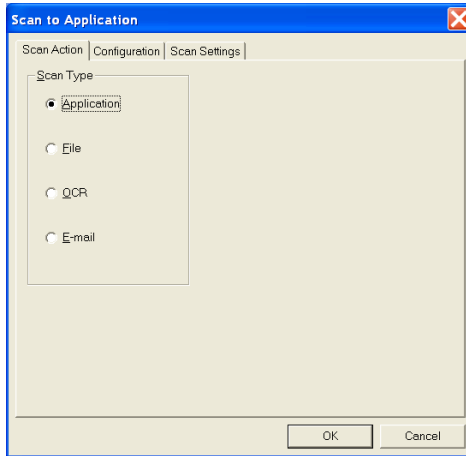 Scan to Application
Scan Action Configuration Scan Settings
Scan Type
Application
File
OCR
E-mail
OK Cancel